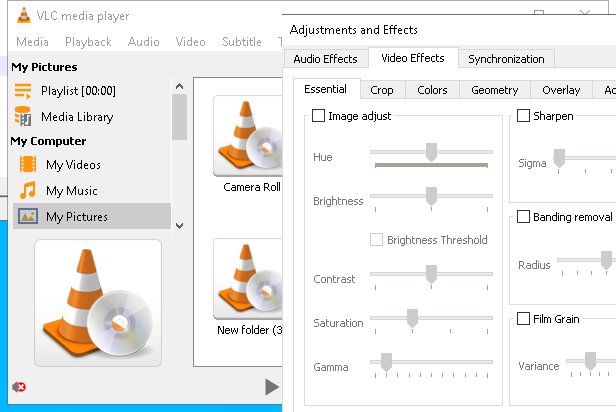 VLC media player
Media Playback Audio Video Subtitle
My Pictures
Playlist [00:00]
Media Library
My Computer
My Videos
My Music
My Pictures
Camera Roll
New folder (3
Adjustments and Effects
Audio Effects Video Effects Synchronization
Essential Crop Colors Geometry Overlay
Image adjust
Hue
Brightness
Brightness Threshold
Contrast
Saturation
Gamma
Sharpen
Sigma
Banding removal
Radius
Film Grain
Variance